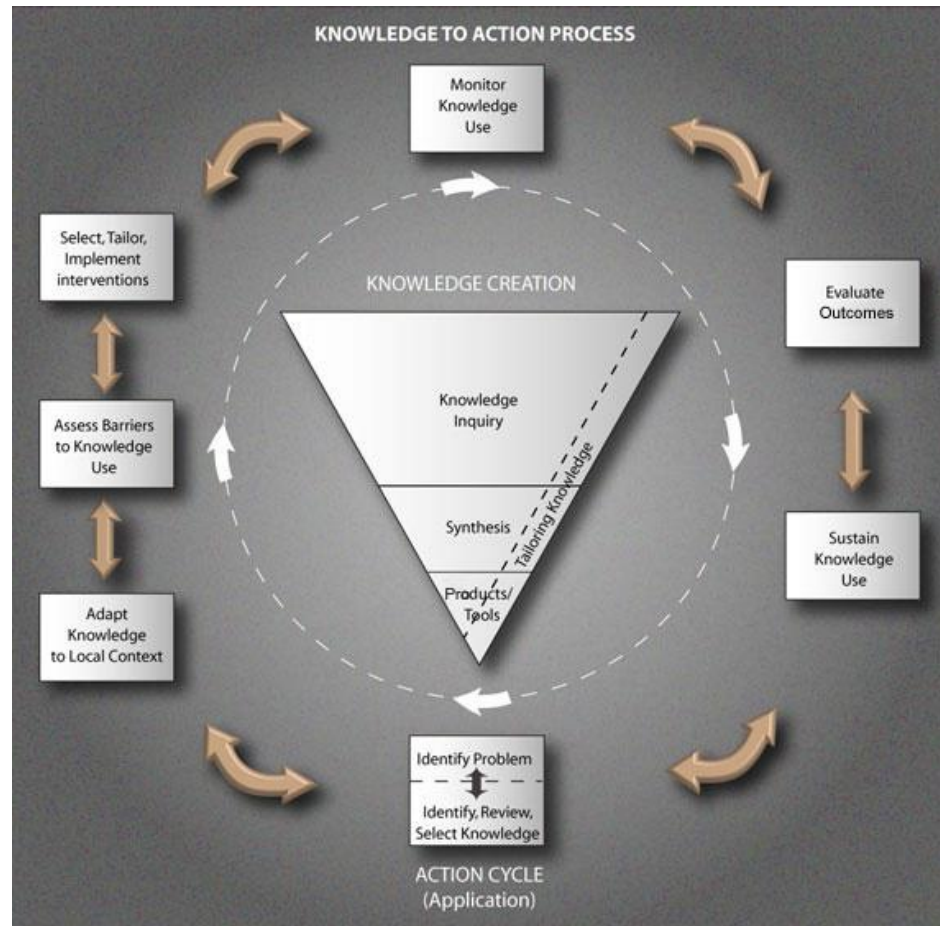 KNOWLEDGE TO ACTION PROCESS
Monitor
Knowledge
Use
Select, Tailor,
Implement
interventions
Evaluate
Outcomes
KNOWLEDGE CREATION
Knowledge
Inquiry
Tailoring Knowledge
Assess Barriers
to Knowledge
Use
Synthesis
Sustain
Knowledge
Use
Products/
Tools
Adapt
Knowledge
to Local Context
Identify Problem
Identify, Review,
Select Knowledge
ACTION CYCLE
(Application)